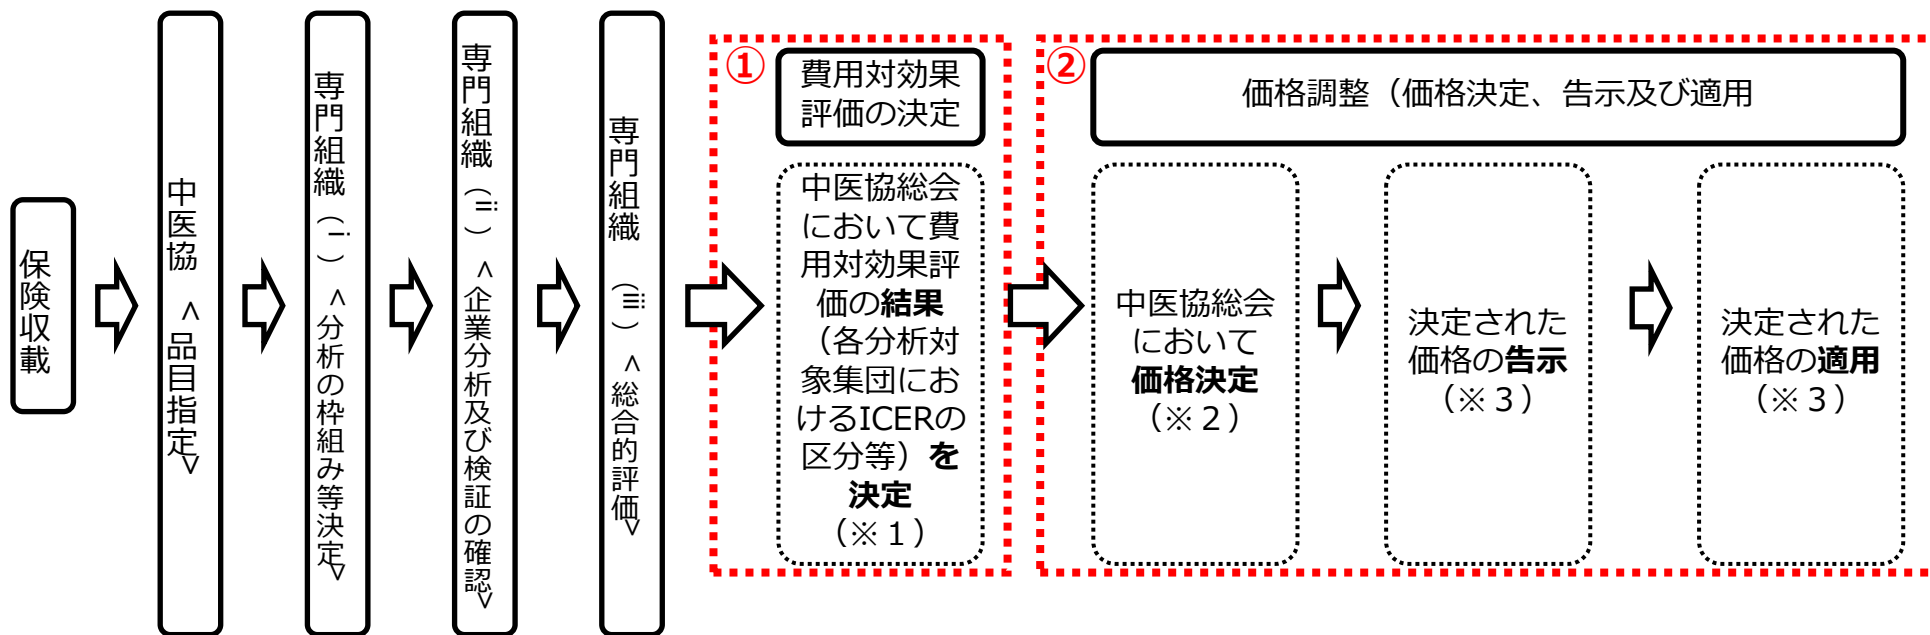 保険収載
中医協 <品目指定>
専門組織(ⅰ) <分析の枠組み等決定>
専門組織(ⅱ) <企業分析及び検証の確認>
専門組織 (ⅲ) <総合的評価>
①
費用対効果
評価の決定
中医協総会
において費
用対効果評
価の結果
（各分析対
象集団にお
けるICERの
区分等）を
決定
（※１）
②
価格調整（価格決定、告示及び適用
中医協総会
において
価格決定
（※２）
決定された
価格の告示
（※３）
決定された
価格の適用
（※３）